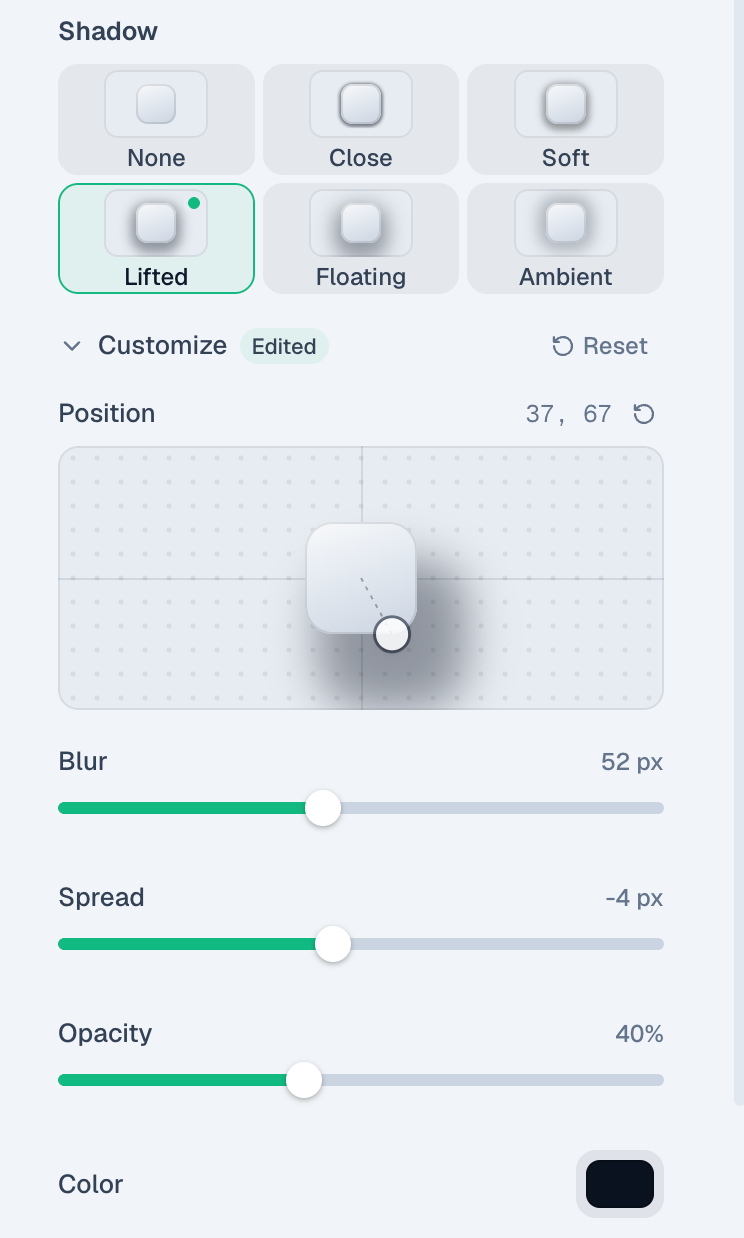 Shadow
None
Close
Soft
Lifted
Floating
Ambient
Customize Edited Reset
Position 37, 67
Blur 52 px
Spread -4 px
Opacity 40%
Color